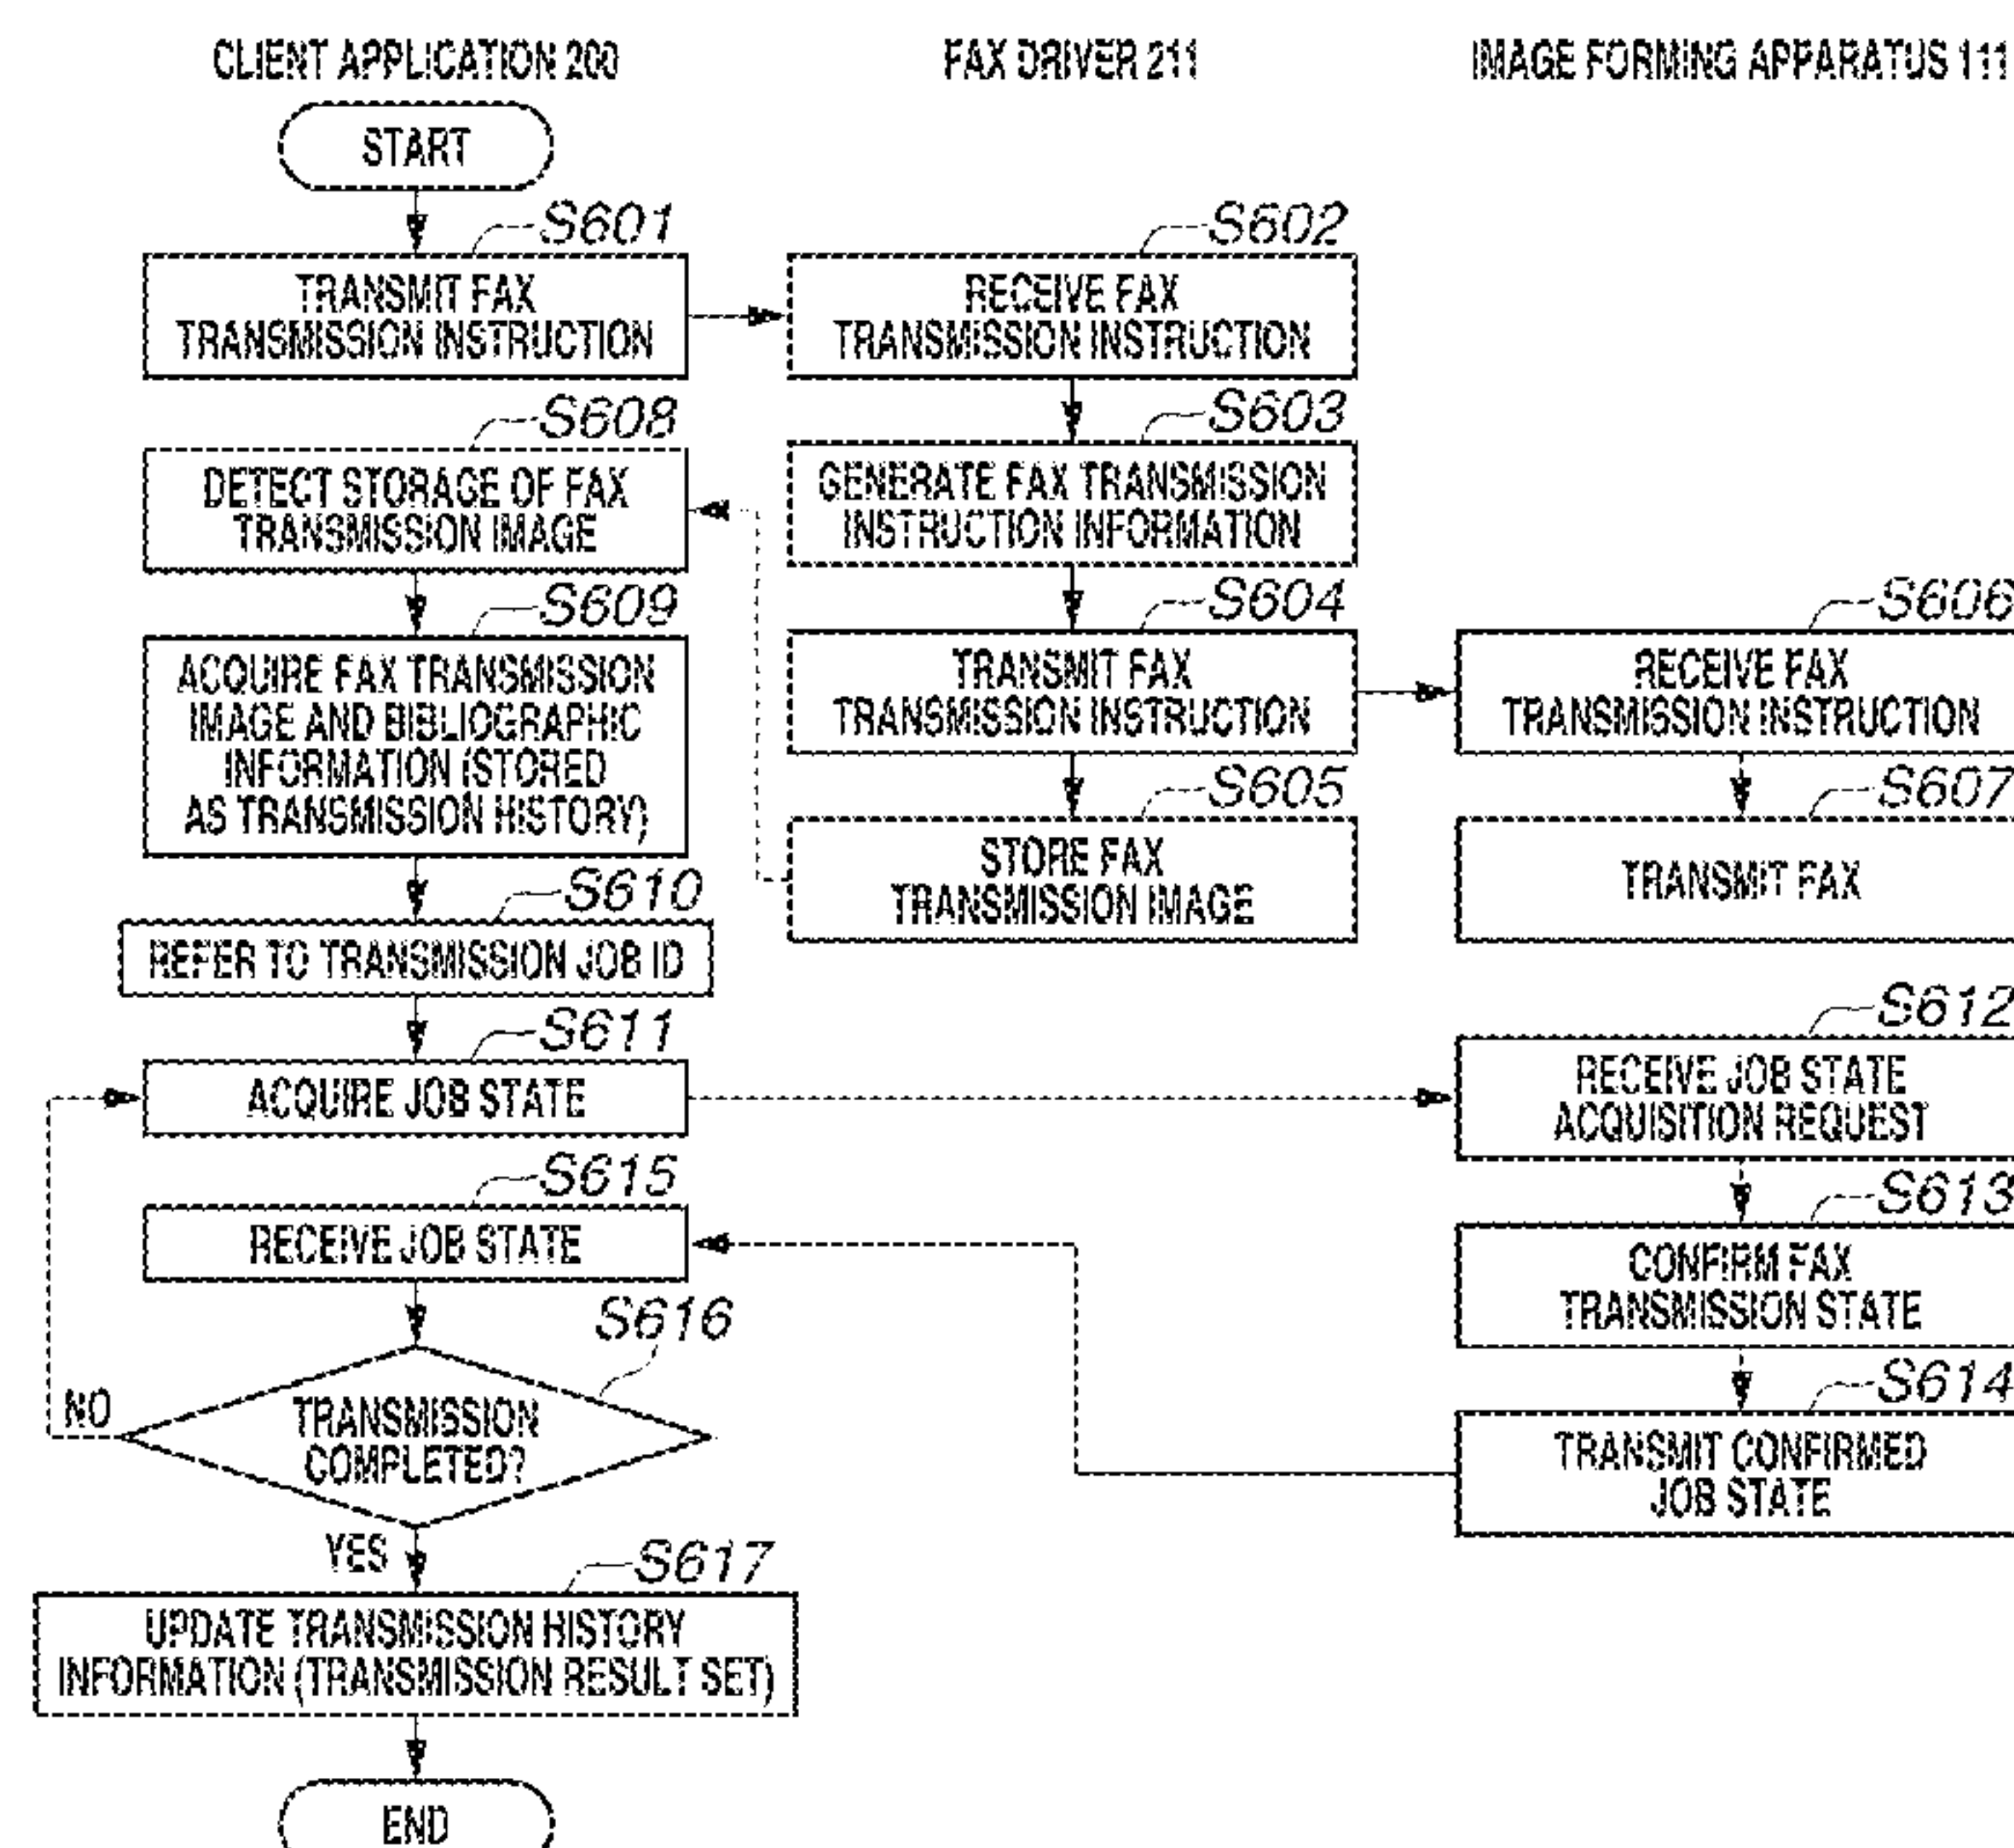 CLIENT APPLICATION 200
FAX DRIVER 211
IMAGE FORMING APPARATUS 111
START
S601
TRANSMIT FAX
TRANSMISSION INSTRUCTION
S602
RECEIVE FAX
TRANSMISSION INSTRUCTION
S608
DETECT STORAGE OF FAX
TRANSMISSION IMAGE
S603
GENERATE FAX TRANSMISSION
INSTRUCTION INFORMATION
S609
ACQUIRE FAX TRANSMISSION
IMAGE AND BIBLIOGRAPHIC
INFORMATION (STORED
AS TRANSMISSION HISTORY)
S604
TRANSMIT FAX
TRANSMISSION INSTRUCTION
S606
RECEIVE FAX
TRANSMISSION INSTRUCTION
S605
STORE FAX
TRANSMISSION IMAGE
S607
TRANSMIT FAX
S610
REFER TO TRANSMISSION JOB ID
S611
ACQUIRE JOB STATE
S612
RECEIVE JOB STATE
ACQUISITION REQUEST
S615
RECEIVE JOB STATE
S613
CONFIRM FAX
TRANSMISSION STATE
S616
TRANSMISSION
COMPLETED?
NO
YES
S614
TRANSMIT CONFIRMED
JOB STATE
S617
UPDATE TRANSMISSION HISTORY
INFORMATION (TRANSMISSION RESULT SET)
END